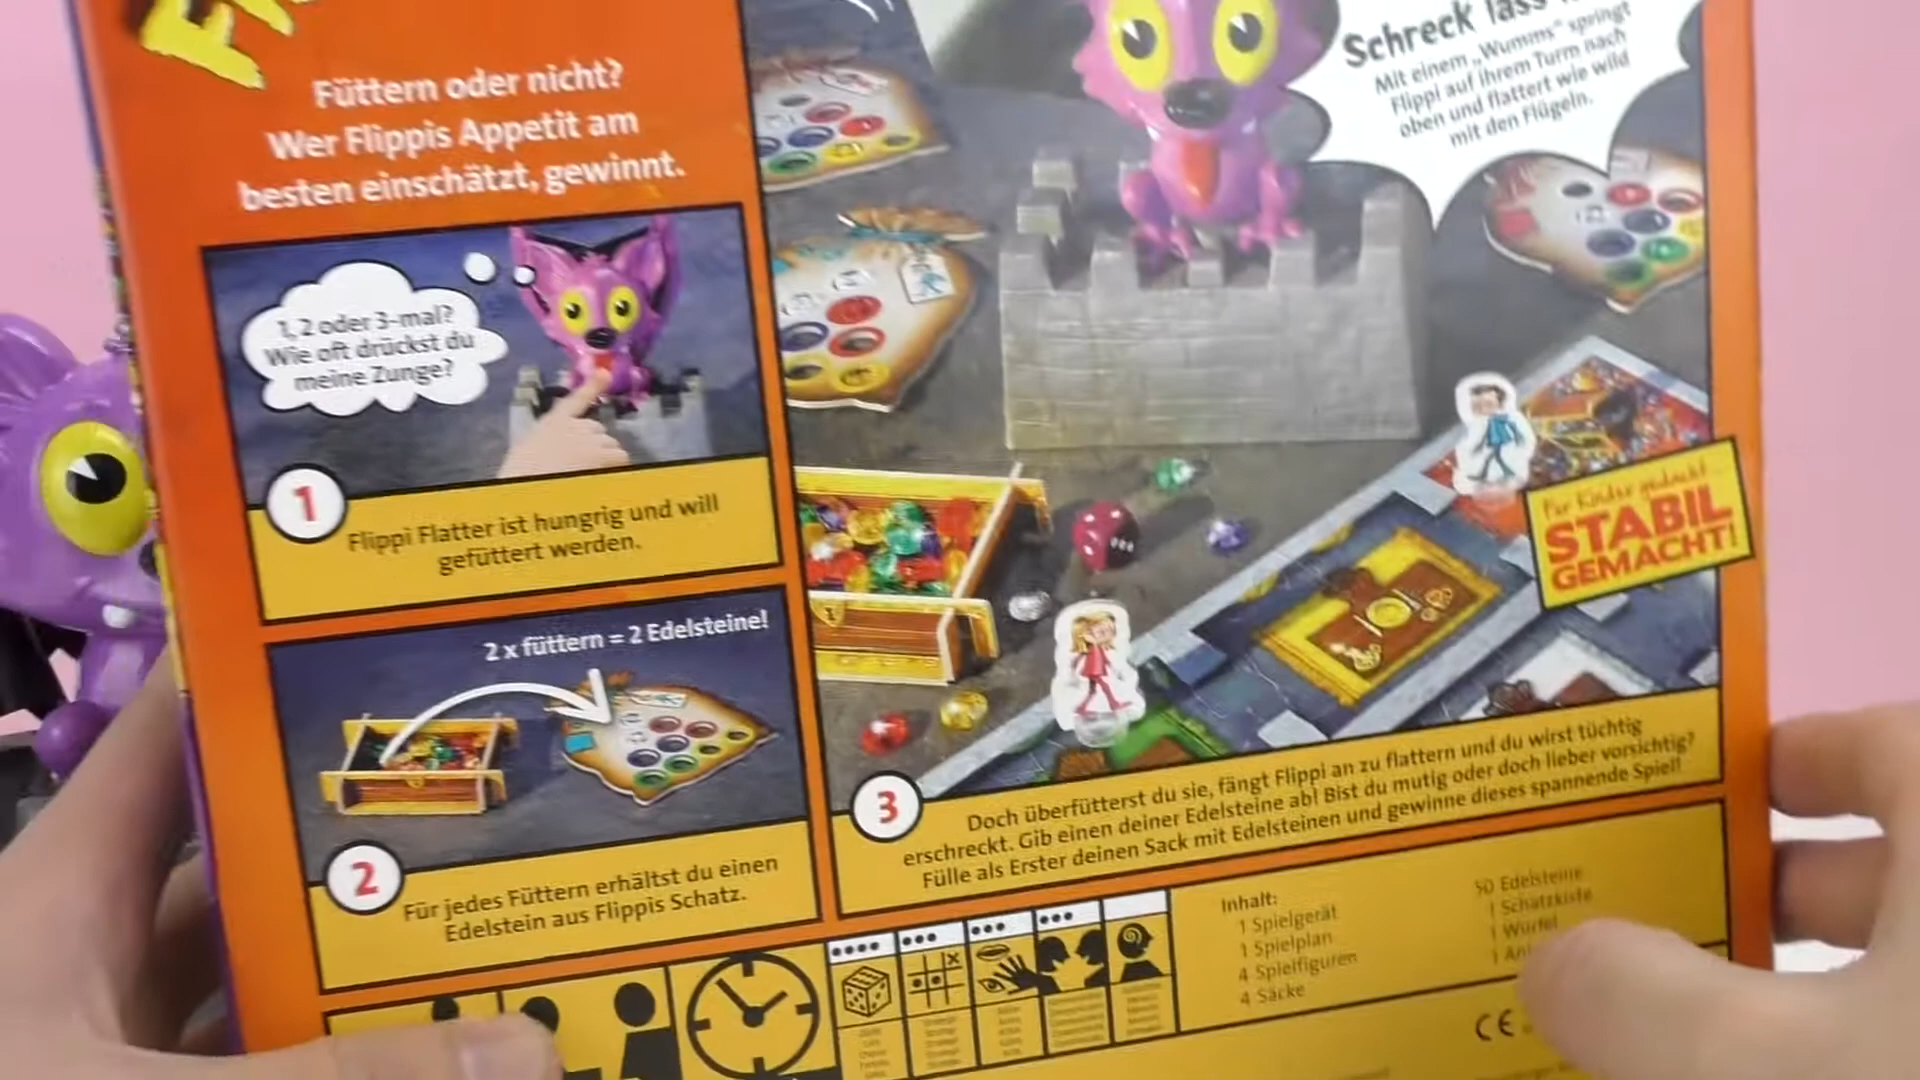 Füttern oder nicht?
Wer Flippis Appetit am
besten einschätzt, gewinnt.
Schreck lass
Mit einem „Wumms“ springt
Flippi auf ihrem Turm nach
oben und flattert wie wild
mit den Flügeln.
1, 2 oder 3-mal?
Wie oft drückst du
meine Zunge?
1
Flippi Flatter ist hungrig und will
gefüttert werden.
2 x füttern = 2 Edelsteine!
2
Für jedes Füttern erhältst du einen
Edelstein aus Flippis Schatz.
Für Kinder gedacht...
STABIL
GEMACHT!
3
Doch überfütterst du sie, fängt Flippi an zu flattern und du wirst tüchtig
erschreckt. Gib einen deiner Edelsteine ab! Bist du mutig oder doch lieber vorsichtig?
Fülle als Erster deinen Sack mit Edelsteinen und gewinne dieses spannende Spiel!
Inhalt:
1 Spielgerät
1 Spielplan
4 Spielfiguren
4 Säcke
50 Edelsteine
1 Schatzkiste
1 Würfel
1
CE